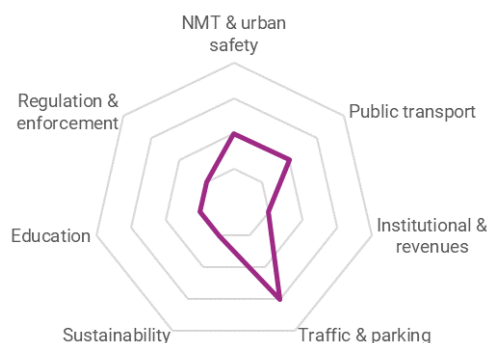 NMT & urban
safety
Regulation &
enforcement
Public transport
Institutional &
revenues
Education
Sustainability
Traffic & parking